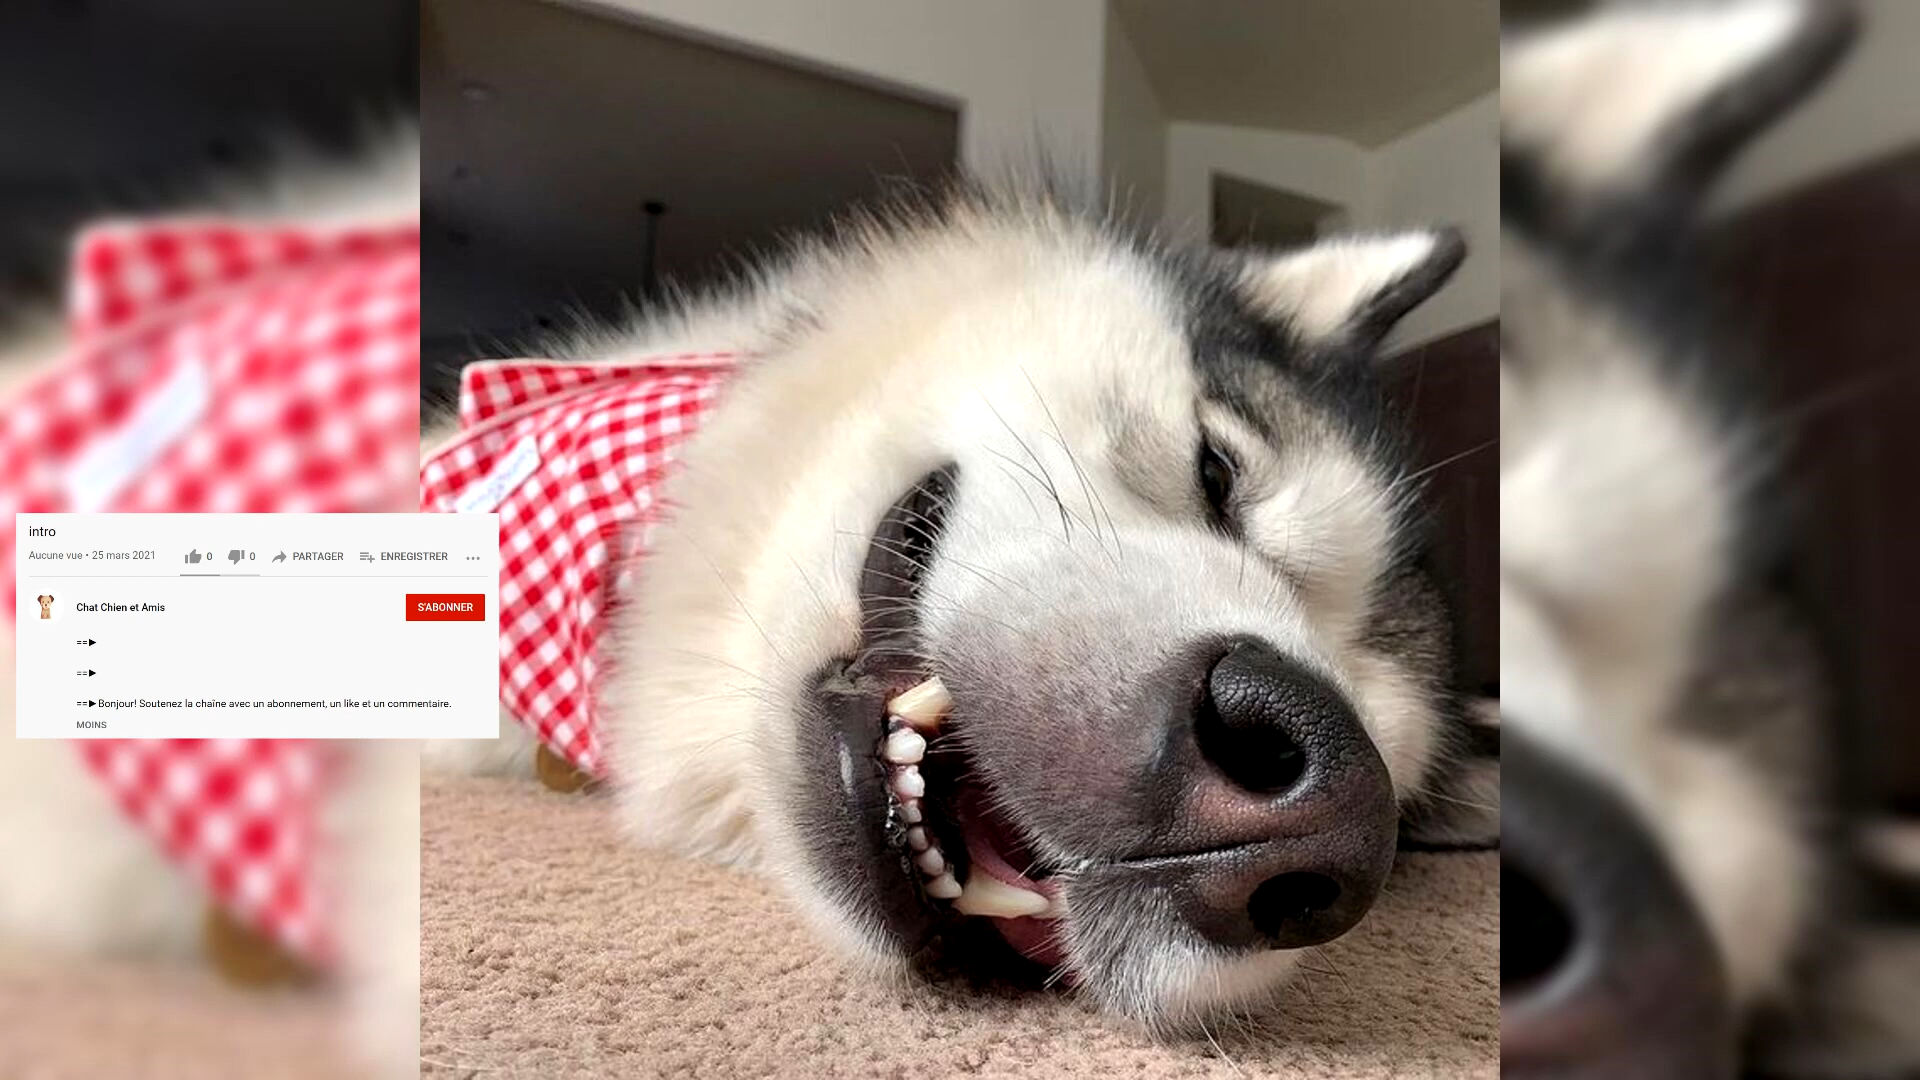 intro
Aucune vue • 25 mars 2021
0
0
PARTAGER
ENREGISTRER
...
Chat Chien et Amis
S'ABONNER
==▶
==▶
==▶Bonjour! Soutenez la chaîne avec un abonnement, un like et un commentaire.
MOINS